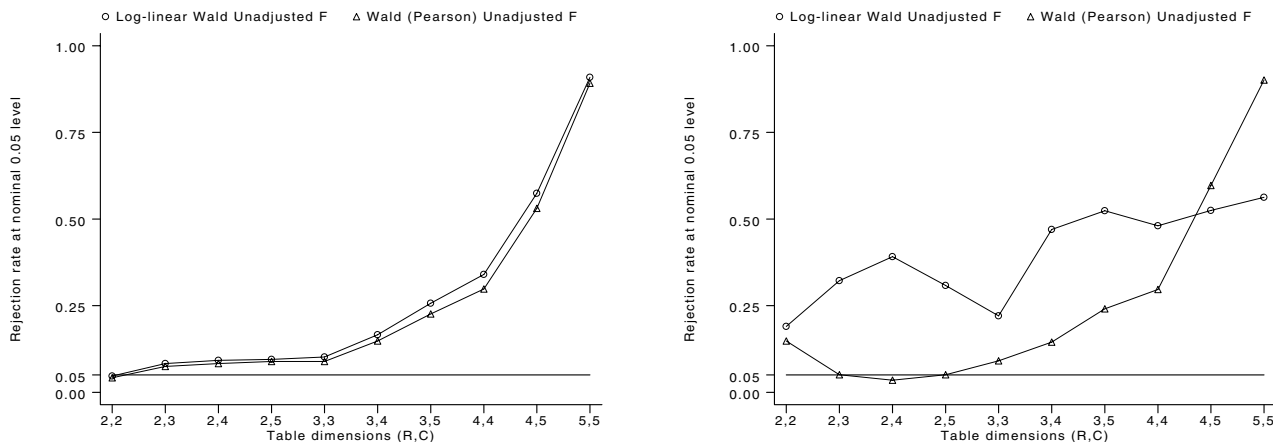 Log-linear Wald Unadjusted F
Wald (Pearson) Unadjusted F
Rejection rate at nominal 0.05 level
1.00
0.75
0.50
0.25
0.05
0.00
2,2 2,3 2,4 2,5 3,3 3,4 3,5 4,4 4,5 5,5
Table dimensions (R,C)
Log-linear Wald Unadjusted F
Wald (Pearson) Unadjusted F
Rejection rate at nominal 0.05 level
1.00
0.75
0.50
0.25
0.05
0.00
2,2 2,3 2,4 2,5 3,3 3,4 3,5 4,4 4,5 5,5
Table dimensions (R,C)